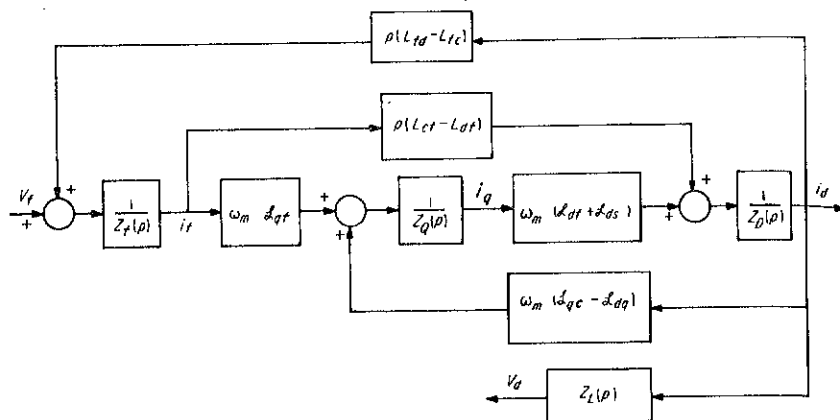 p(L_fd - L_fc)
p(L_cf - L_df)
V_f
+
+
1/Z_f(p)
i_f
ω_m ℒ_qf
+
+
1/Z_Q(p)
i_q
ω_m (ℒ_df + ℒ_ds)
+
+
1/Z_D(p)
i_d
ω_m (ℒ_qc - ℒ_dq)
V_d
Z_L(p)